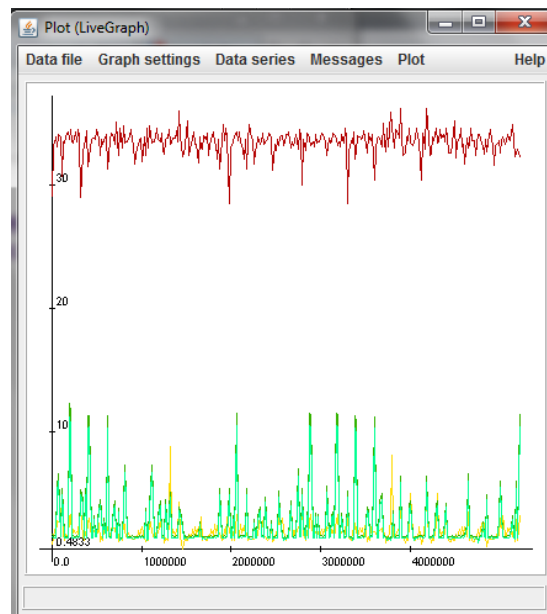 Plot (LiveGraph)
Data file Graph settings Data series Messages Plot Help
30
20
10
0.4833
0.0 1000000 2000000 3000000 4000000